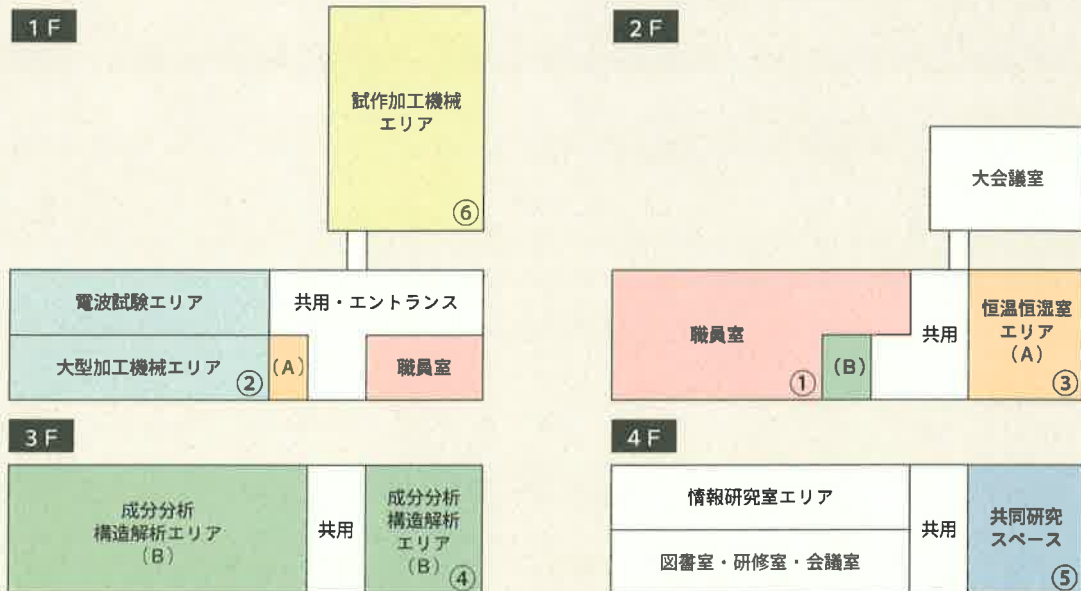 1F
試作加工機械
エリア
⑥
電波試験エリア
共用・エントランス
大型加工機械エリア
②
(A)
職員室
2F
大会議室
職員室
①
(B)
共用
恒温恒湿室
エリア
(A)
③
3F
成分分析
構造解析エリア
(B)
共用
成分分析
構造解析
エリア
(B)
④
4F
情報研究室エリア
図書室・研修室・会議室
共用
共同研究
スペース
⑤